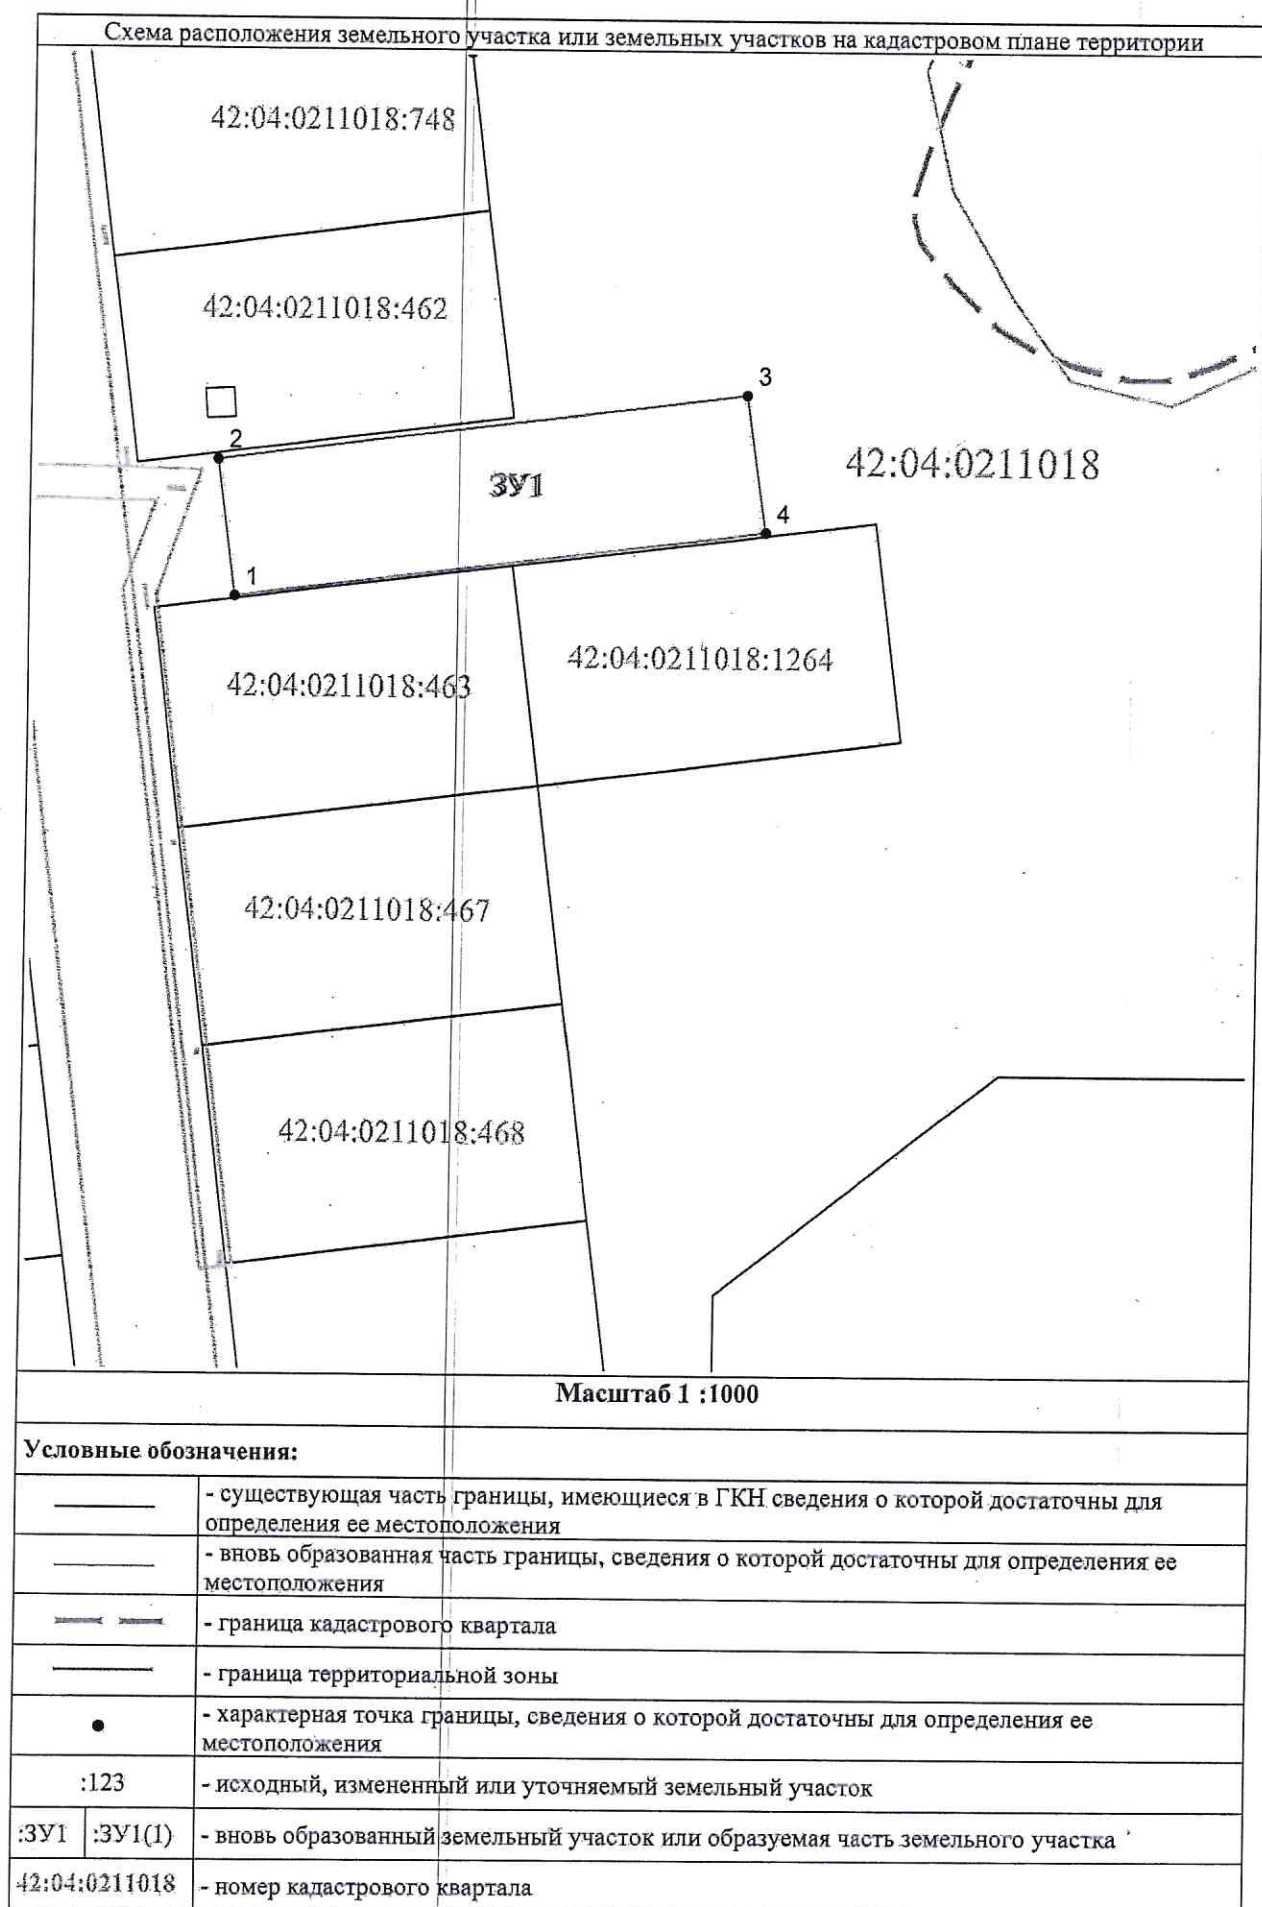 Схема расположения земельного участка или земельных участков на кадастровом плане территории
42:04:0211018:748
42:04:0211018:462
3
2
42:04:0211018
ЗУ1
4
1
42:04:0211018:1264
42:04:0211018:463
42:04:0211018:467
42:04:0211018:468
Масштаб 1 :1000
Условные обозначения:
- существующая часть границы, имеющиеся в ГКН сведения о которой достаточны для
определения ее местоположения
- вновь образованная часть границы, сведения о которой достаточны для определения ее
местоположения
- граница кадастрового квартала
- граница территориальной зоны
- характерная точка границы, сведения о которой достаточны для определения ее
местоположения
:123 - исходный, измененный или уточняемый земельный участок
:ЗУ1 :ЗУ1(1) - вновь образованный земельный участок или образуемая часть земельного участка
42:04:0211018 - номер кадастрового квартала